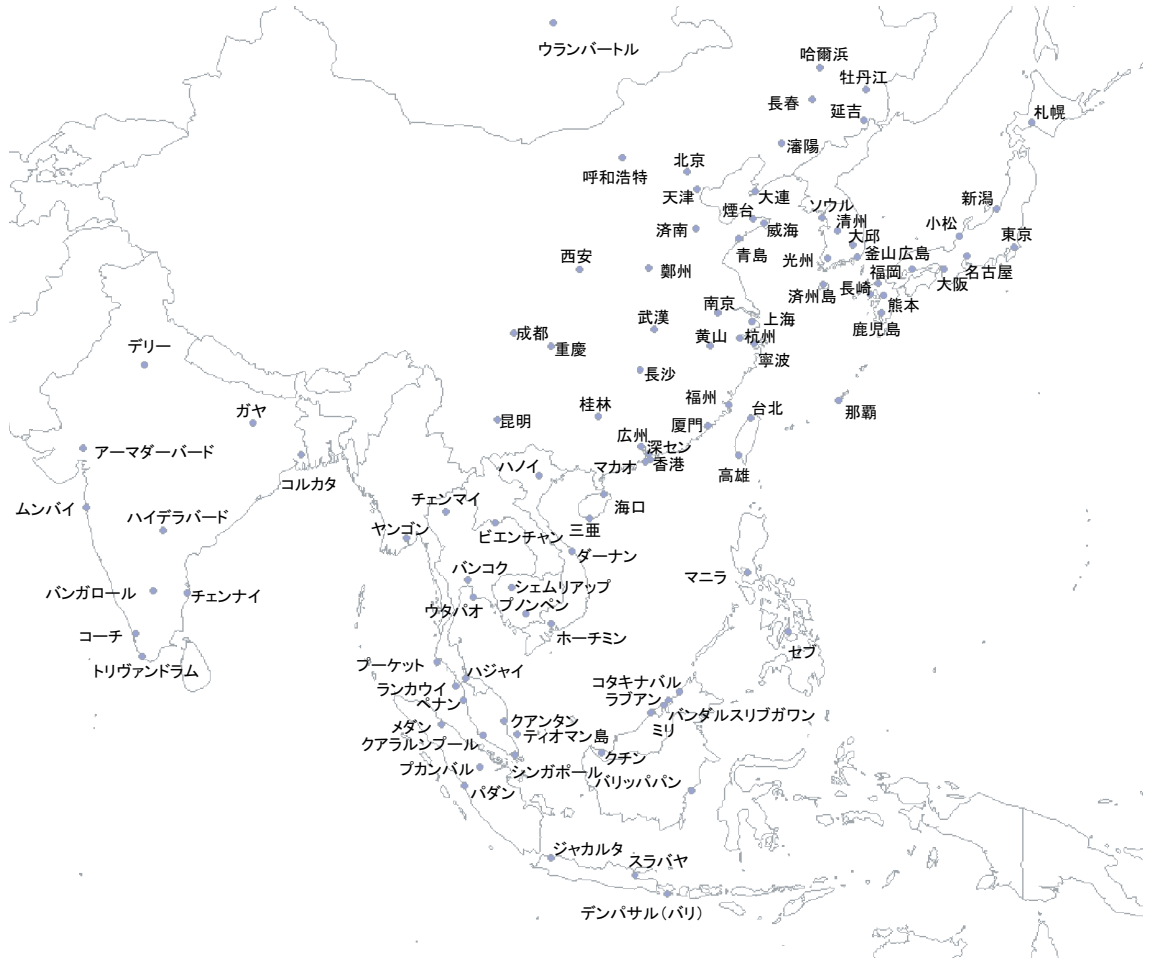 ウランバートル
哈爾浜
牡丹江
長春
延吉
札幌
瀋陽
北京
呼和浩特
天津
大連
新潟
煙台
ソウル
威海
清州
小松
済南
大邱
東京
青島
光州
釜山
広島
西安
鄭州
福岡
名古屋
大阪
済州島
長崎
熊本
南京
武漢
上海
鹿児島
成都
黄山
杭州
デリー
重慶
寧波
長沙
桂林
福州
ガヤ
台北
那覇
昆明
厦門
広州
深セン
アーマダーバード
ハノイ
マカオ
香港
高雄
コルカタ
チェンマイ
海口
ムンバイ
ハイデラバード
ヤンゴン
ビエンチャン
三亜
ダーナン
バンコク
マニラ
シェムリアップ
バンガロール
チェンナイ
ウタパオ
プノンペン
コーチ
ホーチミン
セブ
トリヴァンドラム
プーケット
ハジャイ
コタキナバル
ランカウイ
ラブアン
ペナン
バンダルスリブガワン
メダン
クアンタン
ミリ
ティオマン島
クアラルンプール
クチン
プカンバル
シンガポール
バリッパパン
パダン
ジャカルタ
スラバヤ
デンパサル(バリ)